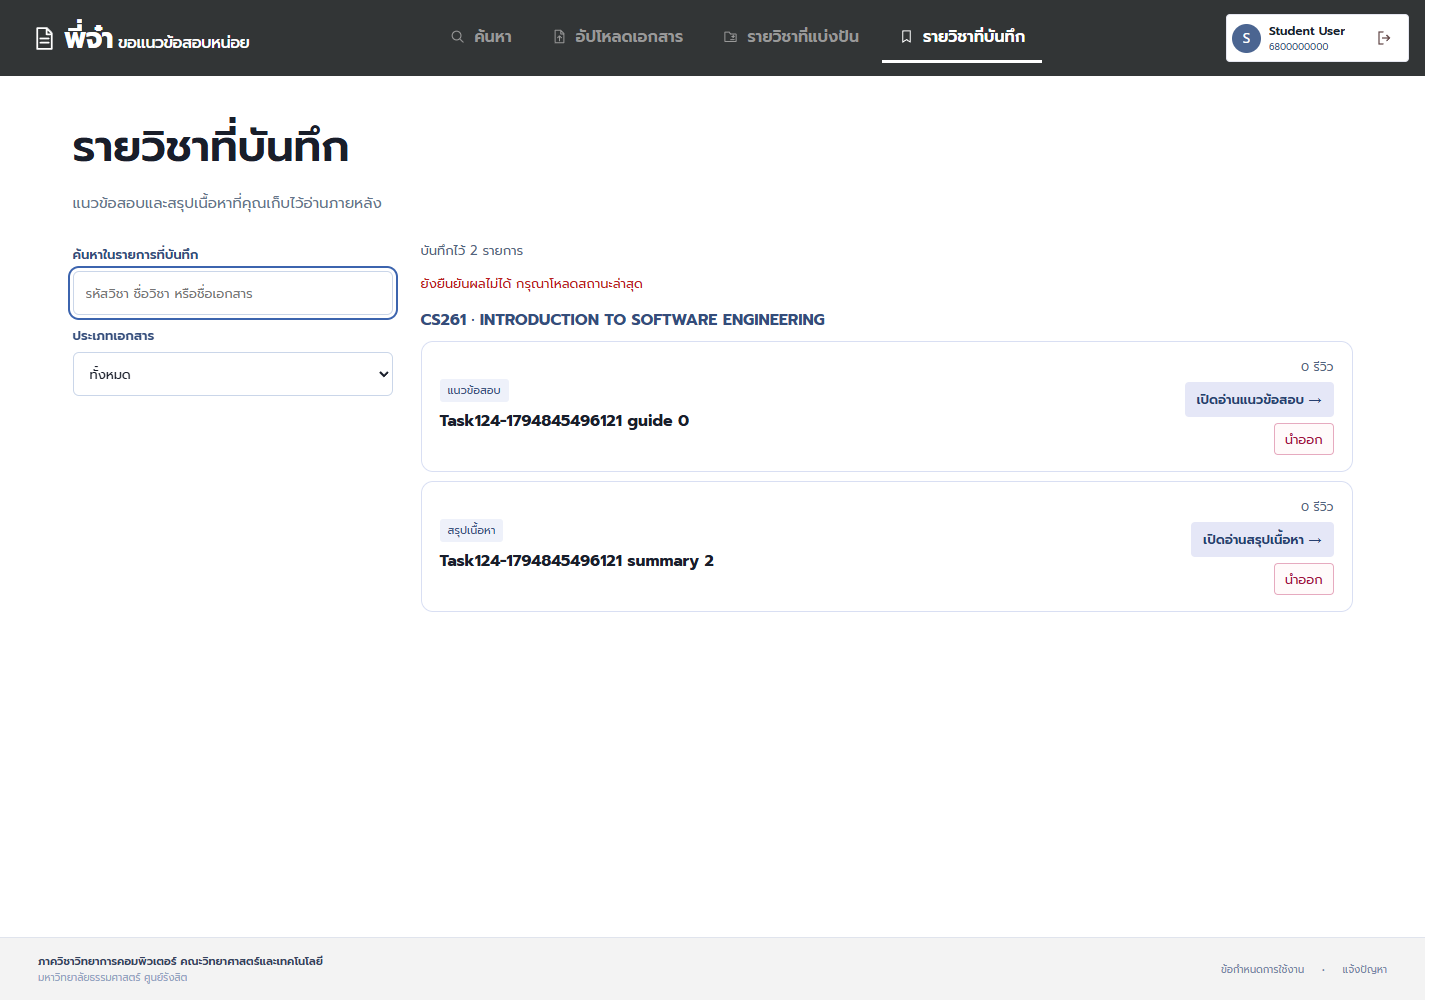 พี่จ๋า ขอแนวข้อสอบหน่อย
ค้นหา
อัปโหลดเอกสาร
รายวิชาที่แบ่งปัน
รายวิชาที่บันทึก
S
Student User
6800000000
รายวิชาที่บันทึก
แนวข้อสอบและสรุปเนื้อหาที่คุณเก็บไว้อ่านภายหลัง
ค้นหาในรายการที่บันทึก
รหัสวิชา ชื่อวิชา หรือชื่อเอกสาร
ประเภทเอกสาร
ทั้งหมด
บันทึกไว้ 2 รายการ
ยังยืนยันผลไม่ได้ กรุณาโหลดสถานะล่าสุด
CS261 · INTRODUCTION TO SOFTWARE ENGINEERING
แนวข้อสอบ
Task124-1794845496121 guide 0
0 รีวิว
เปิดอ่านแนวข้อสอบ →
นำออก
สรุปเนื้อหา
Task124-1794845496121 summary 2
0 รีวิว
เปิดอ่านสรุปเนื้อหา →
นำออก
ภาควิชาวิทยาการคอมพิวเตอร์ คณะวิทยาศาสตร์และเทคโนโลยี
มหาวิทยาลัยธรรมศาสตร์ ศูนย์รังสิต
ข้อกำหนดการใช้งาน · แจ้งปัญหา